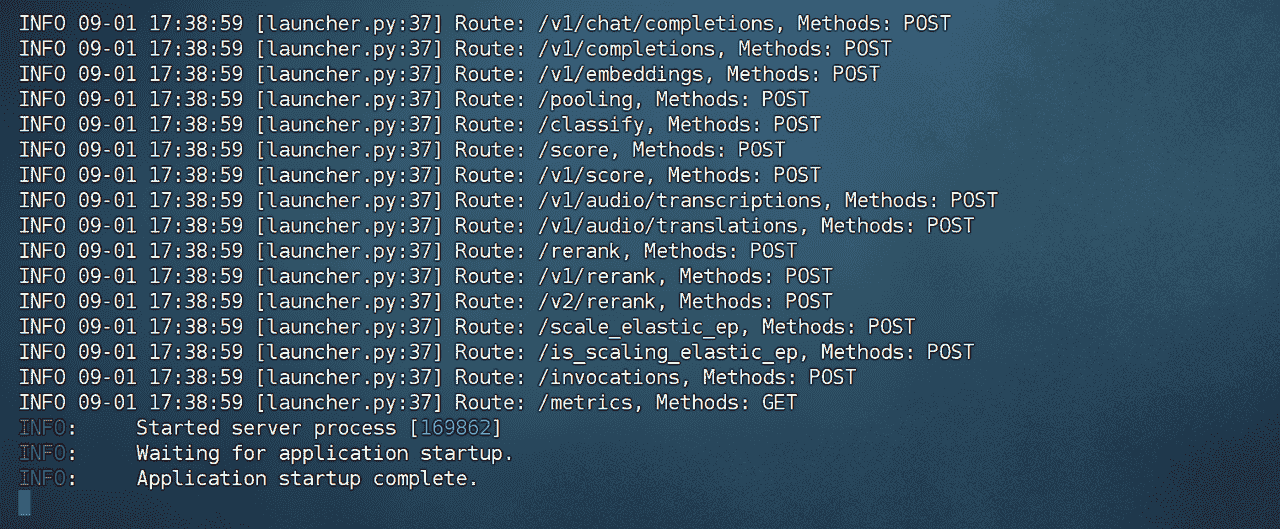 INFO 09-01 17:38:59 [launcher.py:37] Route: /v1/chat/completions, Methods: POST
INFO 09-01 17:38:59 [launcher.py:37] Route: /v1/completions, Methods: POST
INFO 09-01 17:38:59 [launcher.py:37] Route: /v1/embeddings, Methods: POST
INFO 09-01 17:38:59 [launcher.py:37] Route: /pooling, Methods: POST
INFO 09-01 17:38:59 [launcher.py:37] Route: /classify, Methods: POST
INFO 09-01 17:38:59 [launcher.py:37] Route: /score, Methods: POST
INFO 09-01 17:38:59 [launcher.py:37] Route: /v1/score, Methods: POST
INFO 09-01 17:38:59 [launcher.py:37] Route: /v1/audio/transcriptions, Methods: POST
INFO 09-01 17:38:59 [launcher.py:37] Route: /v1/audio/translations, Methods: POST
INFO 09-01 17:38:59 [launcher.py:37] Route: /rerank, Methods: POST
INFO 09-01 17:38:59 [launcher.py:37] Route: /v1/rerank, Methods: POST
INFO 09-01 17:38:59 [launcher.py:37] Route: /v2/rerank, Methods: POST
INFO 09-01 17:38:59 [launcher.py:37] Route: /scale_elastic_ep, Methods: POST
INFO 09-01 17:38:59 [launcher.py:37] Route: /is_scaling_elastic_ep, Methods: POST
INFO 09-01 17:38:59 [launcher.py:37] Route: /invocations, Methods: POST
INFO 09-01 17:38:59 [launcher.py:37] Route: /metrics, Methods: GET
INFO:     Started server process [169862]
INFO:     Waiting for application startup.
INFO:     Application startup complete.